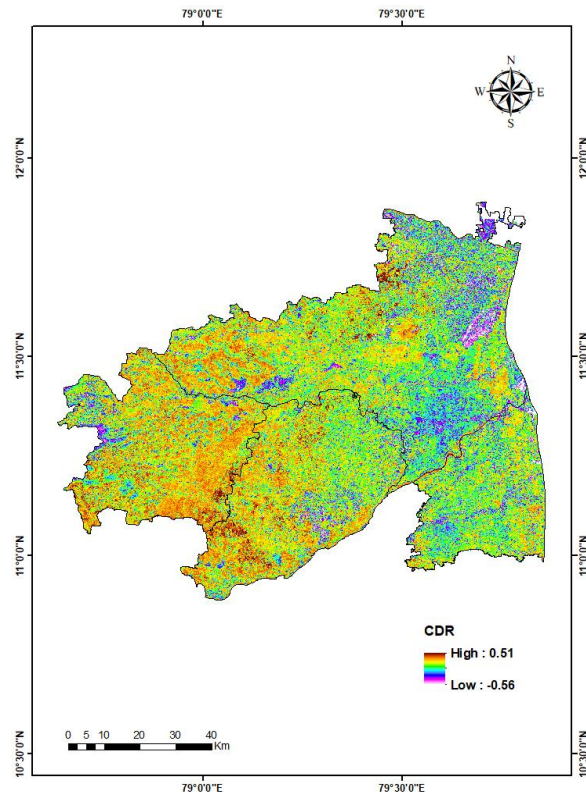 79°0'0"E 79°30'0"E
N
W E
S
12°0'0"N 12°0'0"N
11°30'0"N 11°30'0"N
11°0'0"N 11°0'0"N
CDR
High : 0.51
Low : -0.56
0 5 10 20 30 40
Km
10°30'0"N 10°30'0"N
79°0'0"E 79°30'0"E